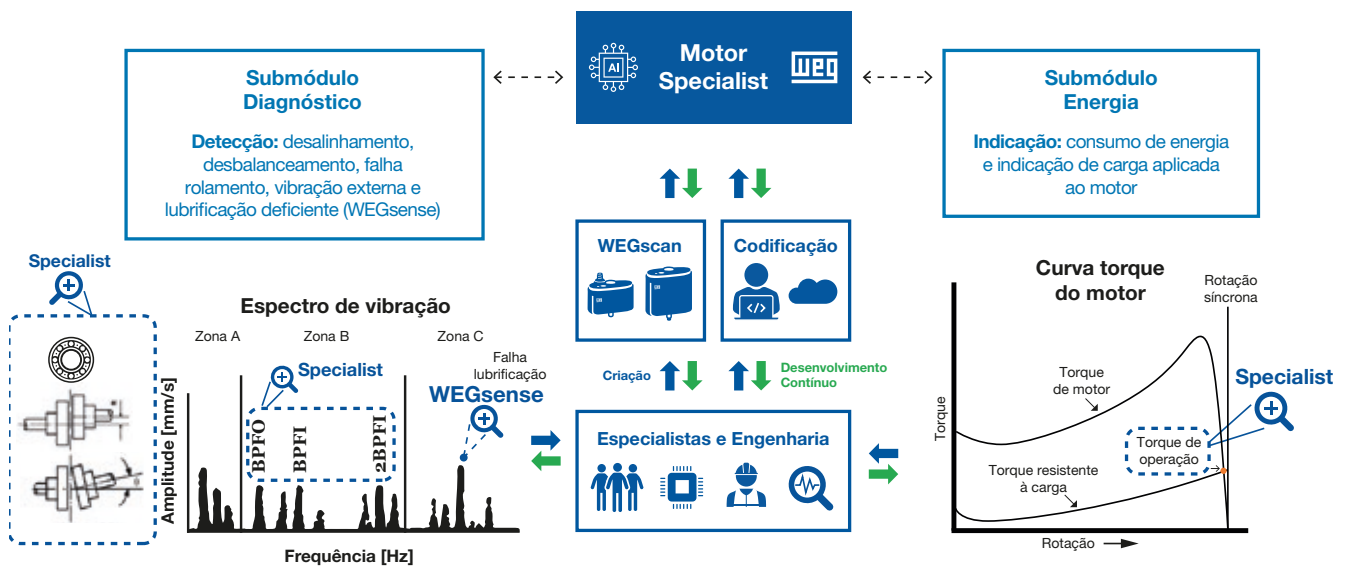 AI
Motor
Specialist
WEG
Submódulo
Diagnóstico
Detecção: desalinhamento,
desbalanceamento, falha
rolamento, vibração externa e
lubrificação deficiente (WEGsense)
Submódulo
Energia
Indicação: consumo de energia
e indicação de carga aplicada
ao motor
WEGscan
Codificação
</>
Criação
Desenvolvimento
Contínuo
Especialistas e Engenharia
Specialist
Espectro de vibração
Zona A
Zona B
Zona C
Specialist
Falha
lubrificação
WEGsense
BPFO
BPFI
2BPFI
Amplitude [mm/s]
Frequência [Hz]
Curva torque
do motor
Rotação
síncrona
Torque
de motor
Specialist
Torque de
operação
Torque resistente
à carga
Torque
Rotação